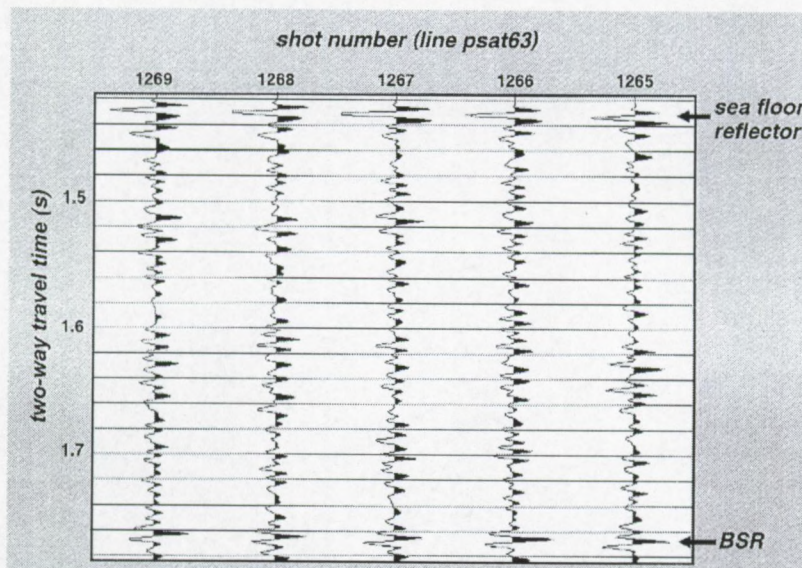 shot number (line psat63)
1269 1268 1267 1266 1265
sea floor
reflector
two-way travel time (s)
1.5
1.6
1.7
BSR